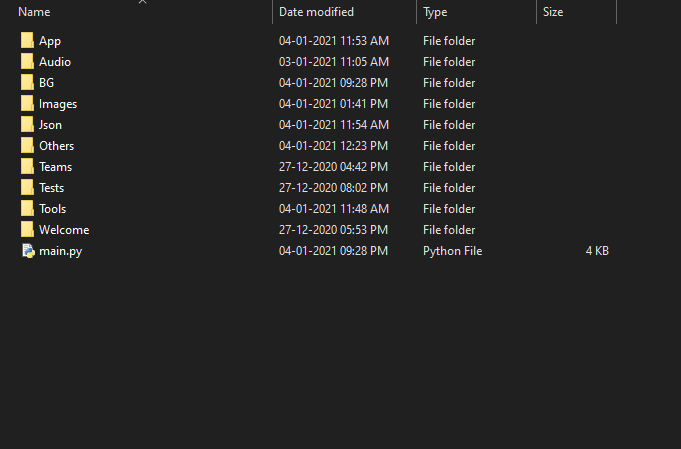 Name Date modified Type Size
App 04-01-2021 11:53 AM File folder
Audio 03-01-2021 11:05 AM File folder
BG 04-01-2021 09:28 PM File folder
Images 04-01-2021 01:41 PM File folder
Json 04-01-2021 11:54 AM File folder
Others 04-01-2021 12:23 PM File folder
Teams 27-12-2020 04:42 PM File folder
Tests 27-12-2020 08:02 PM File folder
Tools 04-01-2021 11:48 AM File folder
Welcome 27-12-2020 05:53 PM File folder
main.py 04-01-2021 09:28 PM Python File 4 KB